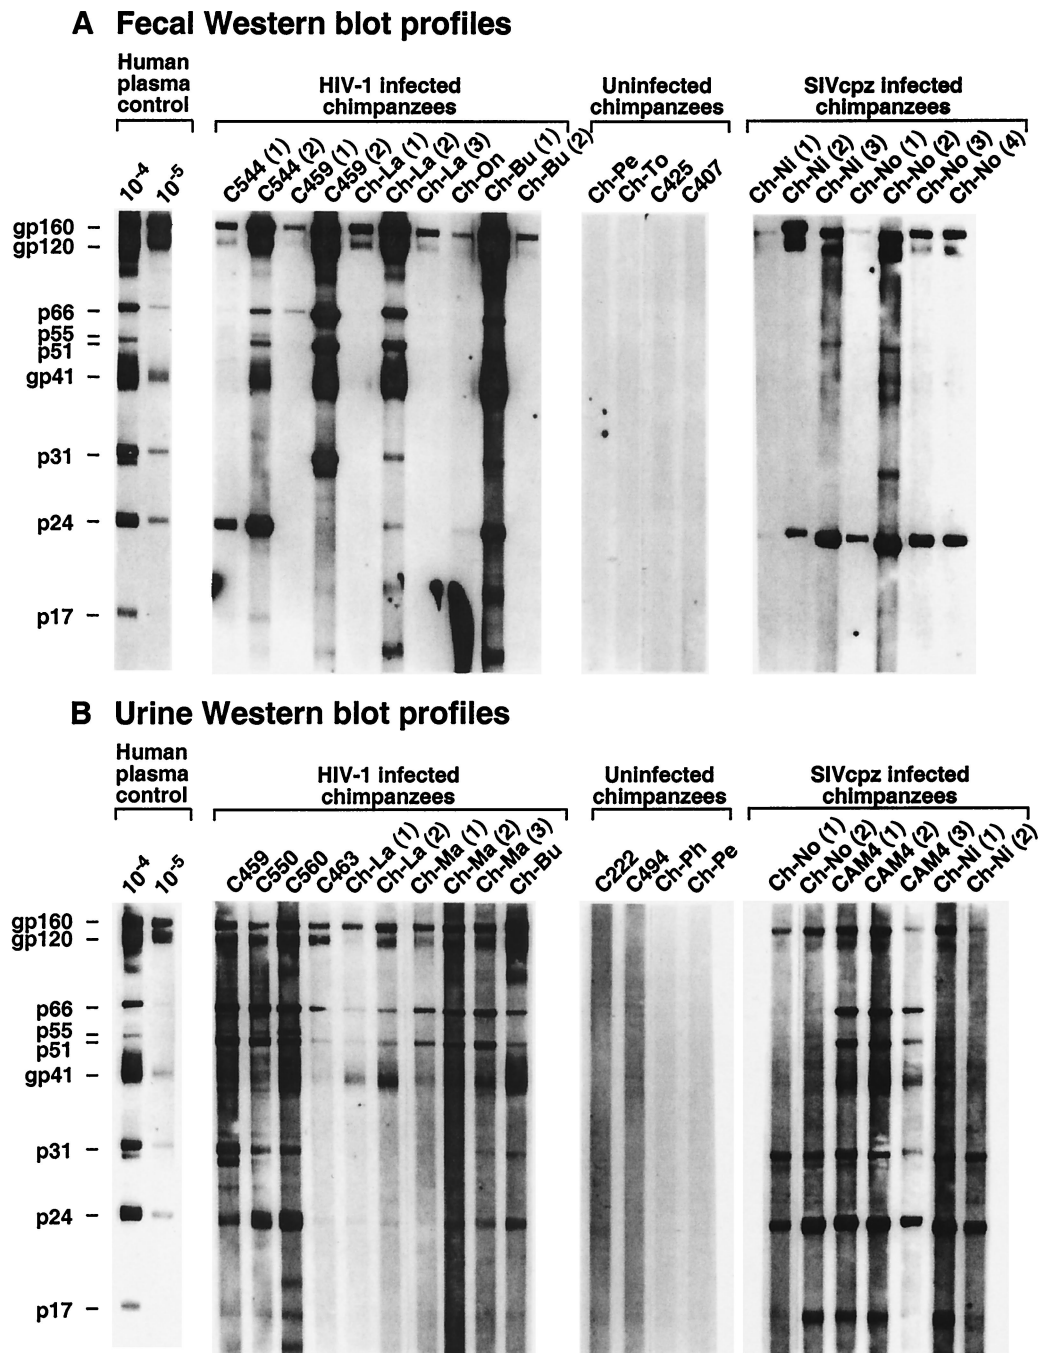 A Fecal Western blot profiles
Human
plasma
control
HIV-1 infected
chimpanzees
Uninfected
chimpanzees
SIVcpz infected
chimpanzees
10-4
10-5
C544 (1)
C544 (2)
C459 (1)
C459 (2)
Ch-La (1)
Ch-La (2)
Ch-La (3)
Ch-On
Ch-Bu (1)
Ch-Bu (2)
Ch-Pe
Ch-To
C425
C407
Ch-Ni (1)
Ch-Ni (2)
Ch-Ni (3)
Ch-No (1)
Ch-No (2)
Ch-No (3)
Ch-No (4)
gp160
gp120
p66
p55
p51
gp41
p31
p24
p17
B Urine Western blot profiles
Human
plasma
control
HIV-1 infected
chimpanzees
Uninfected
chimpanzees
SIVcpz infected
chimpanzees
10-4
10-5
C459
C550
C560
C463
Ch-La (1)
Ch-La (2)
Ch-Ma (1)
Ch-Ma (2)
Ch-Ma (3)
Ch-Bu
C222
C494
Ch-Ph
Ch-Pe
Ch-No (1)
Ch-No (2)
CAM4 (1)
CAM4 (2)
CAM4 (3)
Ch-Ni (1)
Ch-Ni (2)
gp160
gp120
p66
p55
p51
gp41
p31
p24
p17